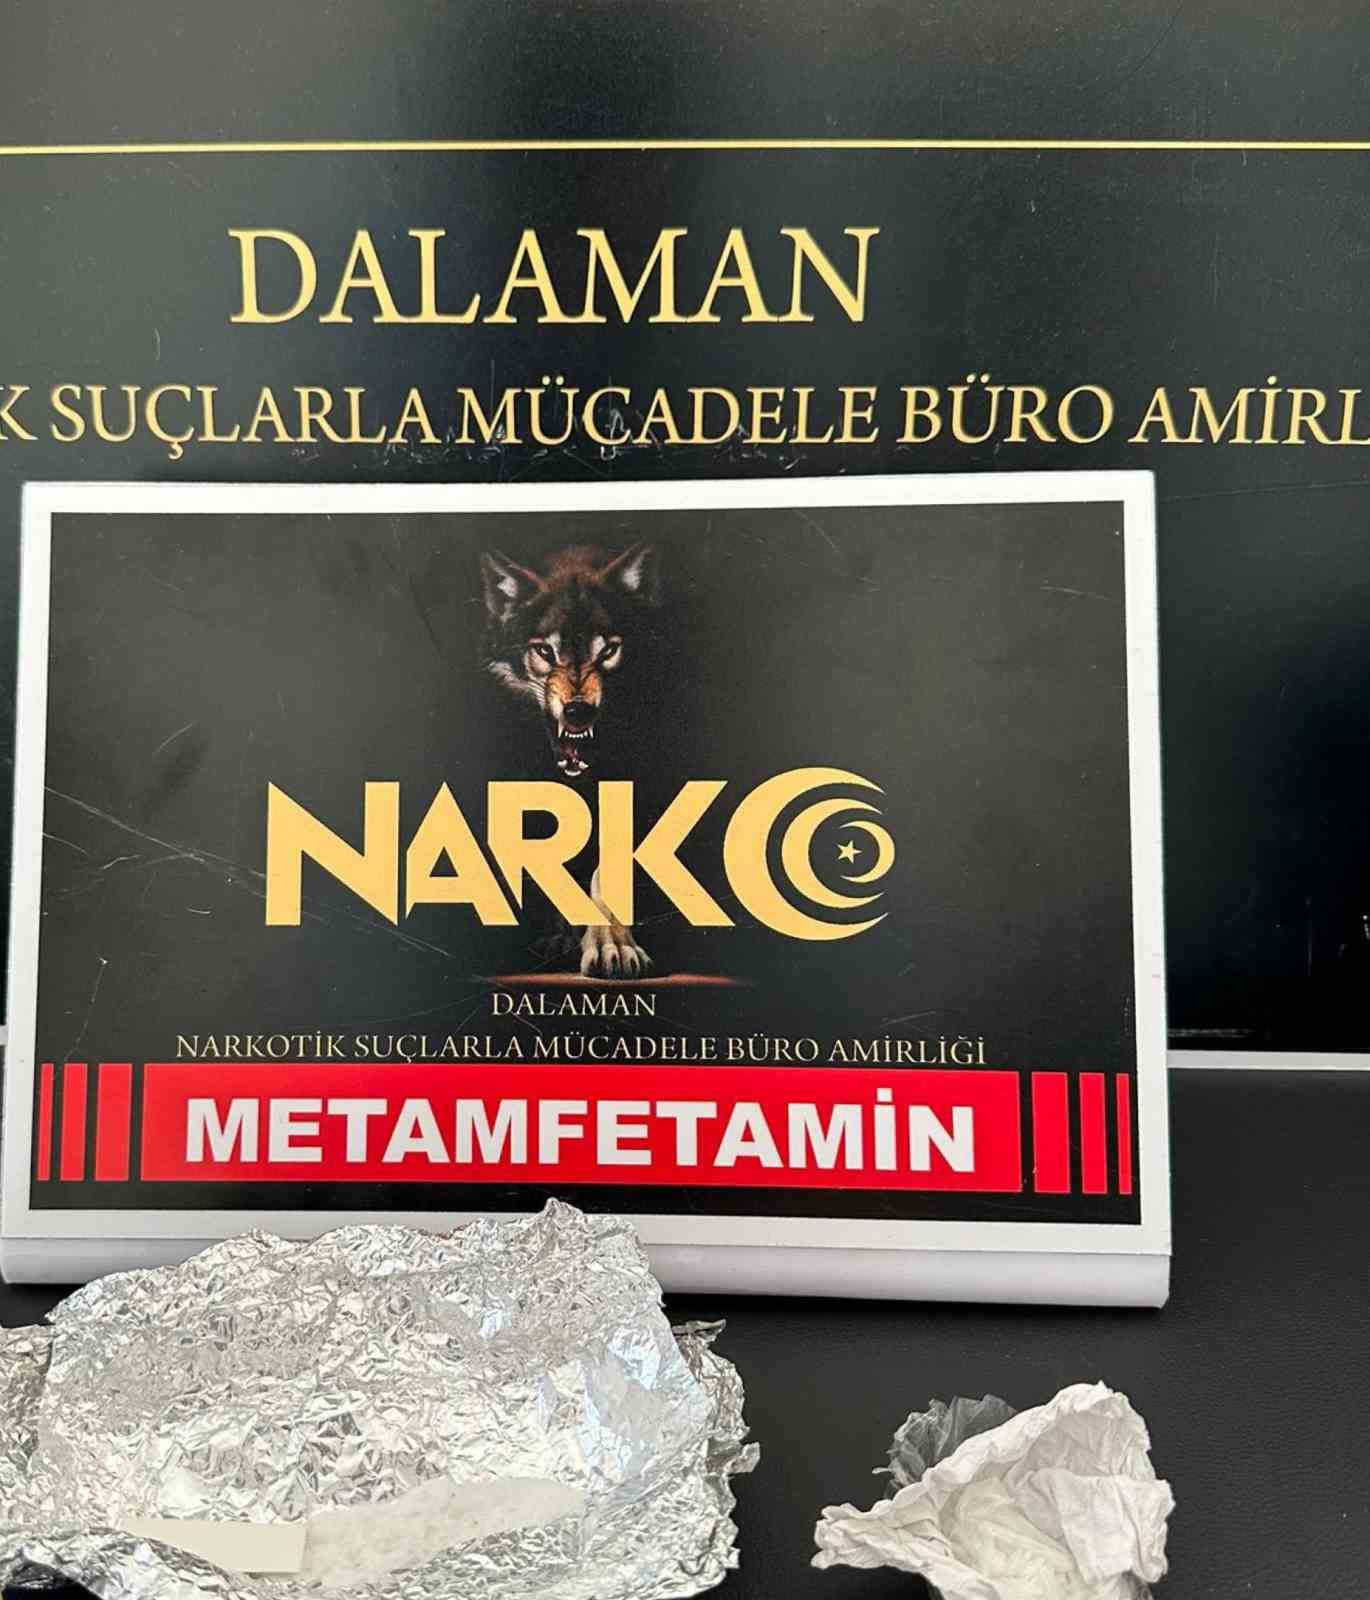 DALAMAN
K SUÇLARLA MÜCADELE BÜRO AMİRL
NARKO
DALAMAN
NARKOTİK SUÇLARLA MÜCADELE BÜRO AMİRLİĞİ
METAMFETAMİN